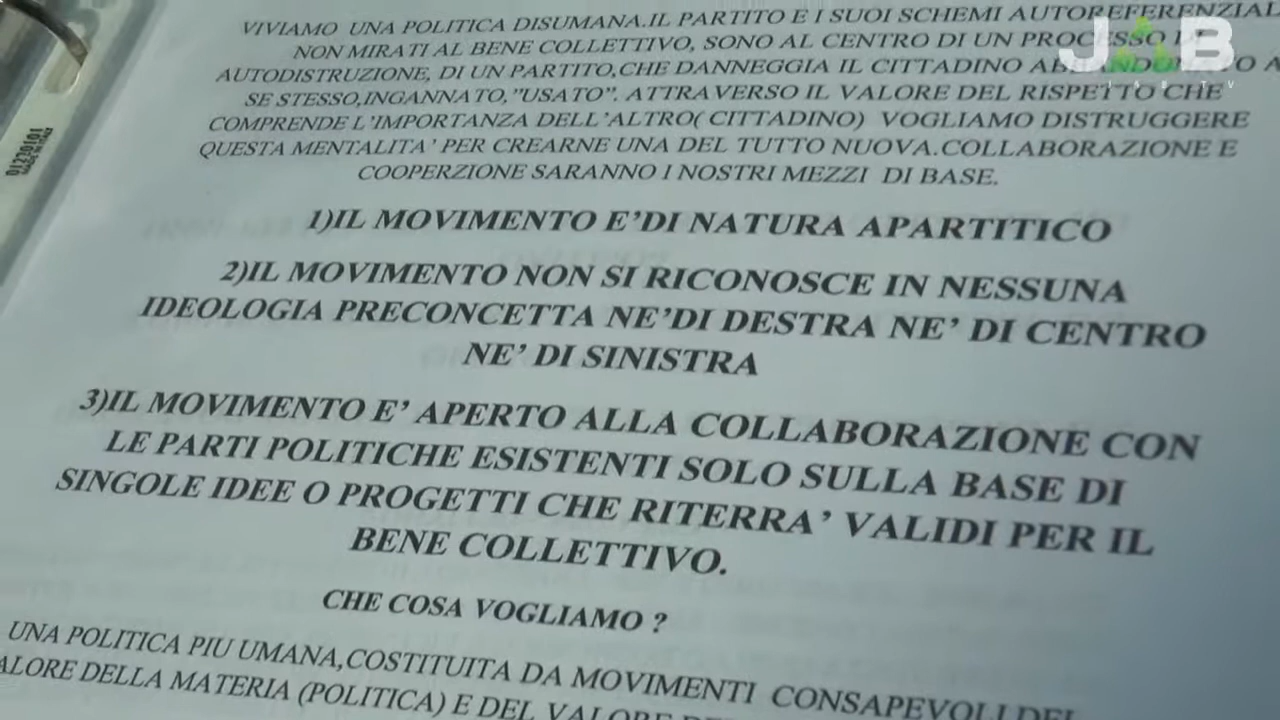 VIVIAMO UNA POLITICA DISUMANA.IL PARTITO E I SUOI SCHEMI AUTOREFERENZIAL
NON MIRATI AL BENE COLLETTIVO, SONO AL CENTRO DI UN PROCESSO DI
AUTODISTRUZIONE, DI UN PARTITO,CHE DANNEGGIA IL CITTADINO ABBANDONATO A
SE STESSO,INGANNATO,"USATO". ATTRAVERSO IL VALORE DEL RISPETTO CHE
COMPRENDE L'IMPORTANZA DELL'ALTRO( CITTADINO) VOGLIAMO DISTRUGGERE
QUESTA MENTALITA' PER CREARNE UNA DEL TUTTO NUOVA.COLLABORAZIONE E
COOPERZIONE SARANNO I NOSTRI MEZZI DI BASE.
1)IL MOVIMENTO E'DI NATURA APARTITICO
2)IL MOVIMENTO NON SI RICONOSCE IN NESSUNA
IDEOLOGIA PRECONCETTA NE'DI DESTRA NE' DI CENTRO
NE' DI SINISTRA
3)IL MOVIMENTO E' APERTO ALLA COLLABORAZIONE CON
LE PARTI POLITICHE ESISTENTI SOLO SULLA BASE DI
SINGOLE IDEE O PROGETTI CHE RITERRA' VALIDI PER IL
BENE COLLETTIVO.
CHE COSA VOGLIAMO ?
UNA POLITICA PIU UMANA,COSTITUITA DA MOVIMENTI CONSAPEVOLI DEL
ALORE DELLA MATERIA (POLITICA) E DEL VALORE